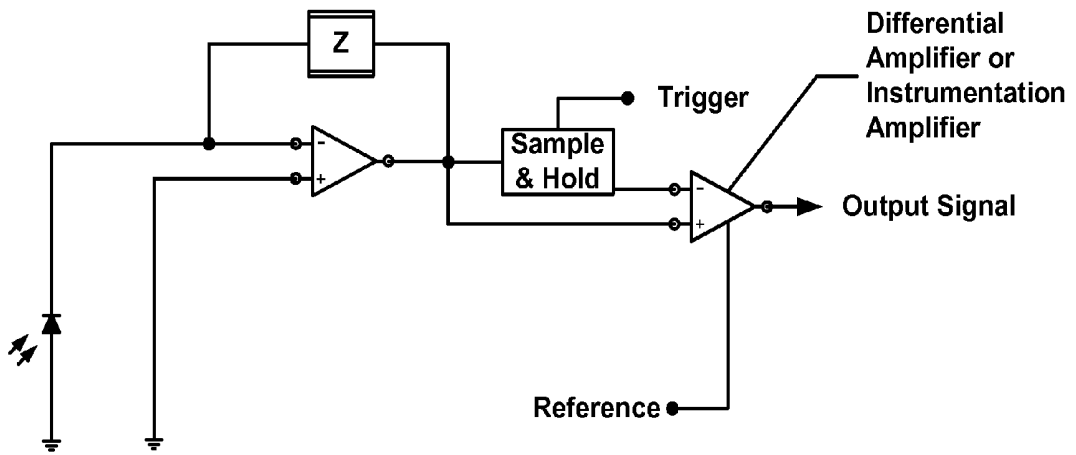 Z
Differential
Amplifier or
Instrumentation
Amplifier
Trigger
Sample
& Hold
-
+
-
+
Output Signal
Reference